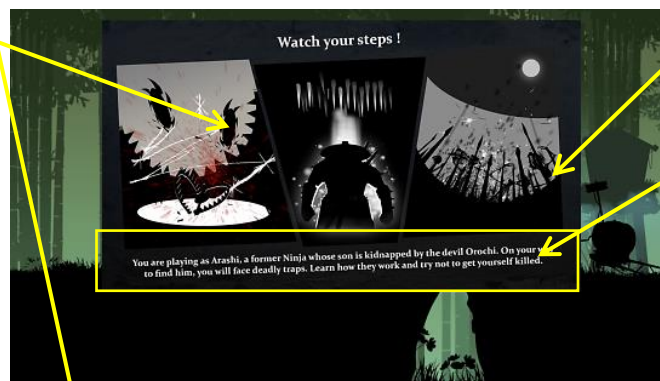 Watch your steps !
You are playing as Arashi, a former Ninja whose son is kidnapped by the devil Orochi. On your
to find him, you will face deadly traps. Learn how they work and try not to get yourself killed.